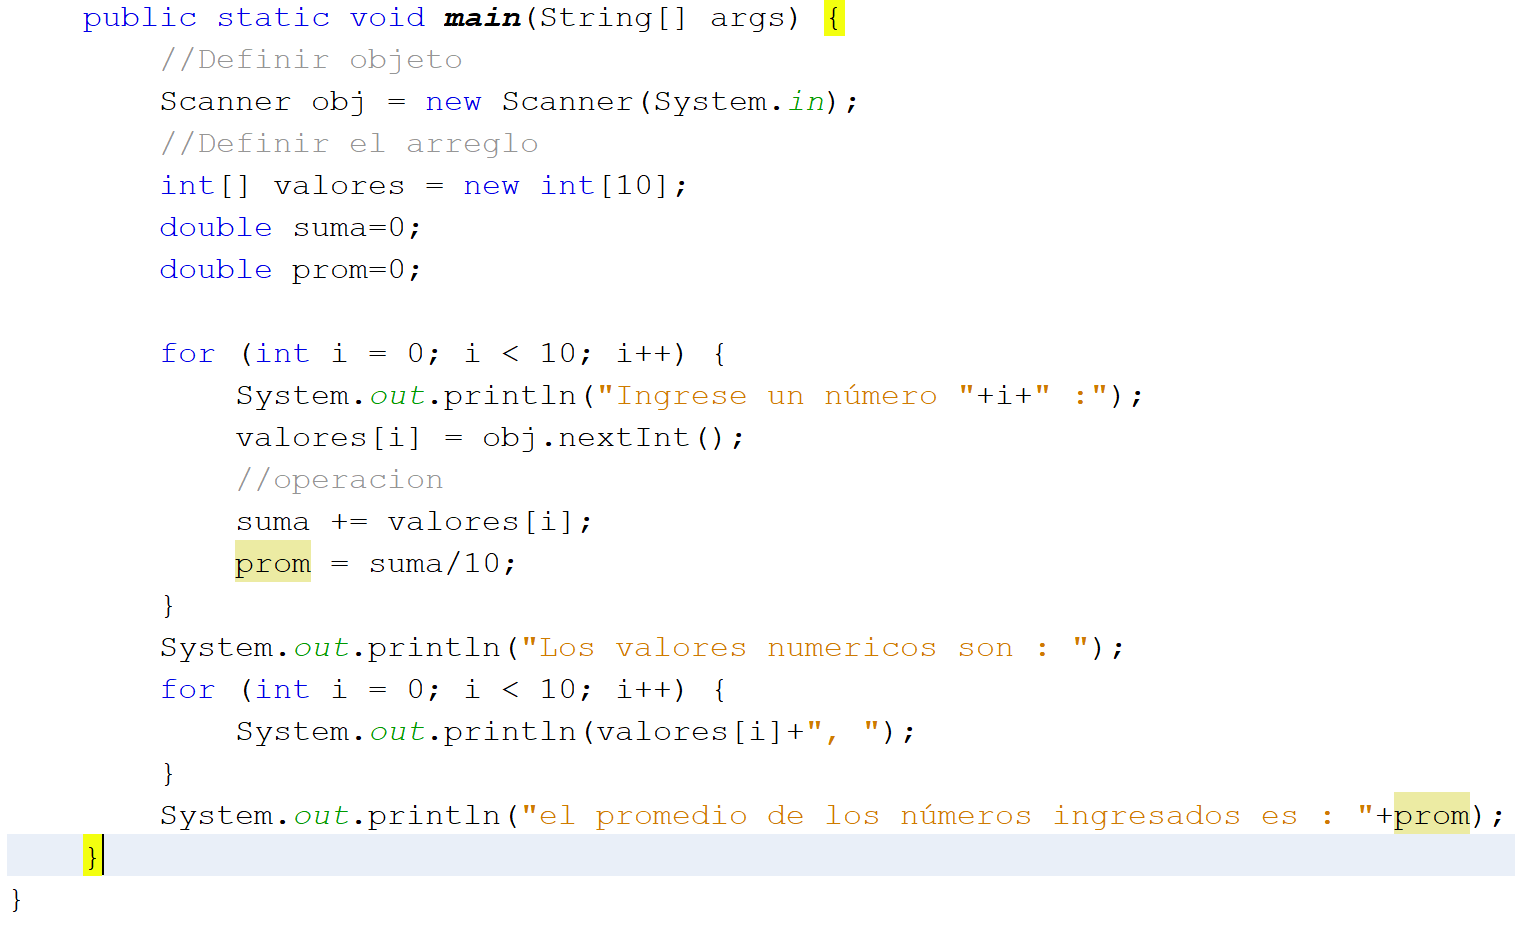 public static void main(String[] args) {
//Definir objeto
Scanner obj = new Scanner(System.in);
//Definir el arreglo
int[] valores = new int[10];
double suma=0;
double prom=0;
for (int i = 0; i < 10; i++) {
System.out.println("Ingrese un número "+i+" :");
valores[i] = obj.nextInt();
//operacion
suma += valores[i];
prom = suma/10;
}
System.out.println("Los valores numericos son : ");
for (int i = 0; i < 10; i++) {
System.out.println(valores[i]+", ");
}
System.out.println("el promedio de los números ingresados es : "+prom);
}
}